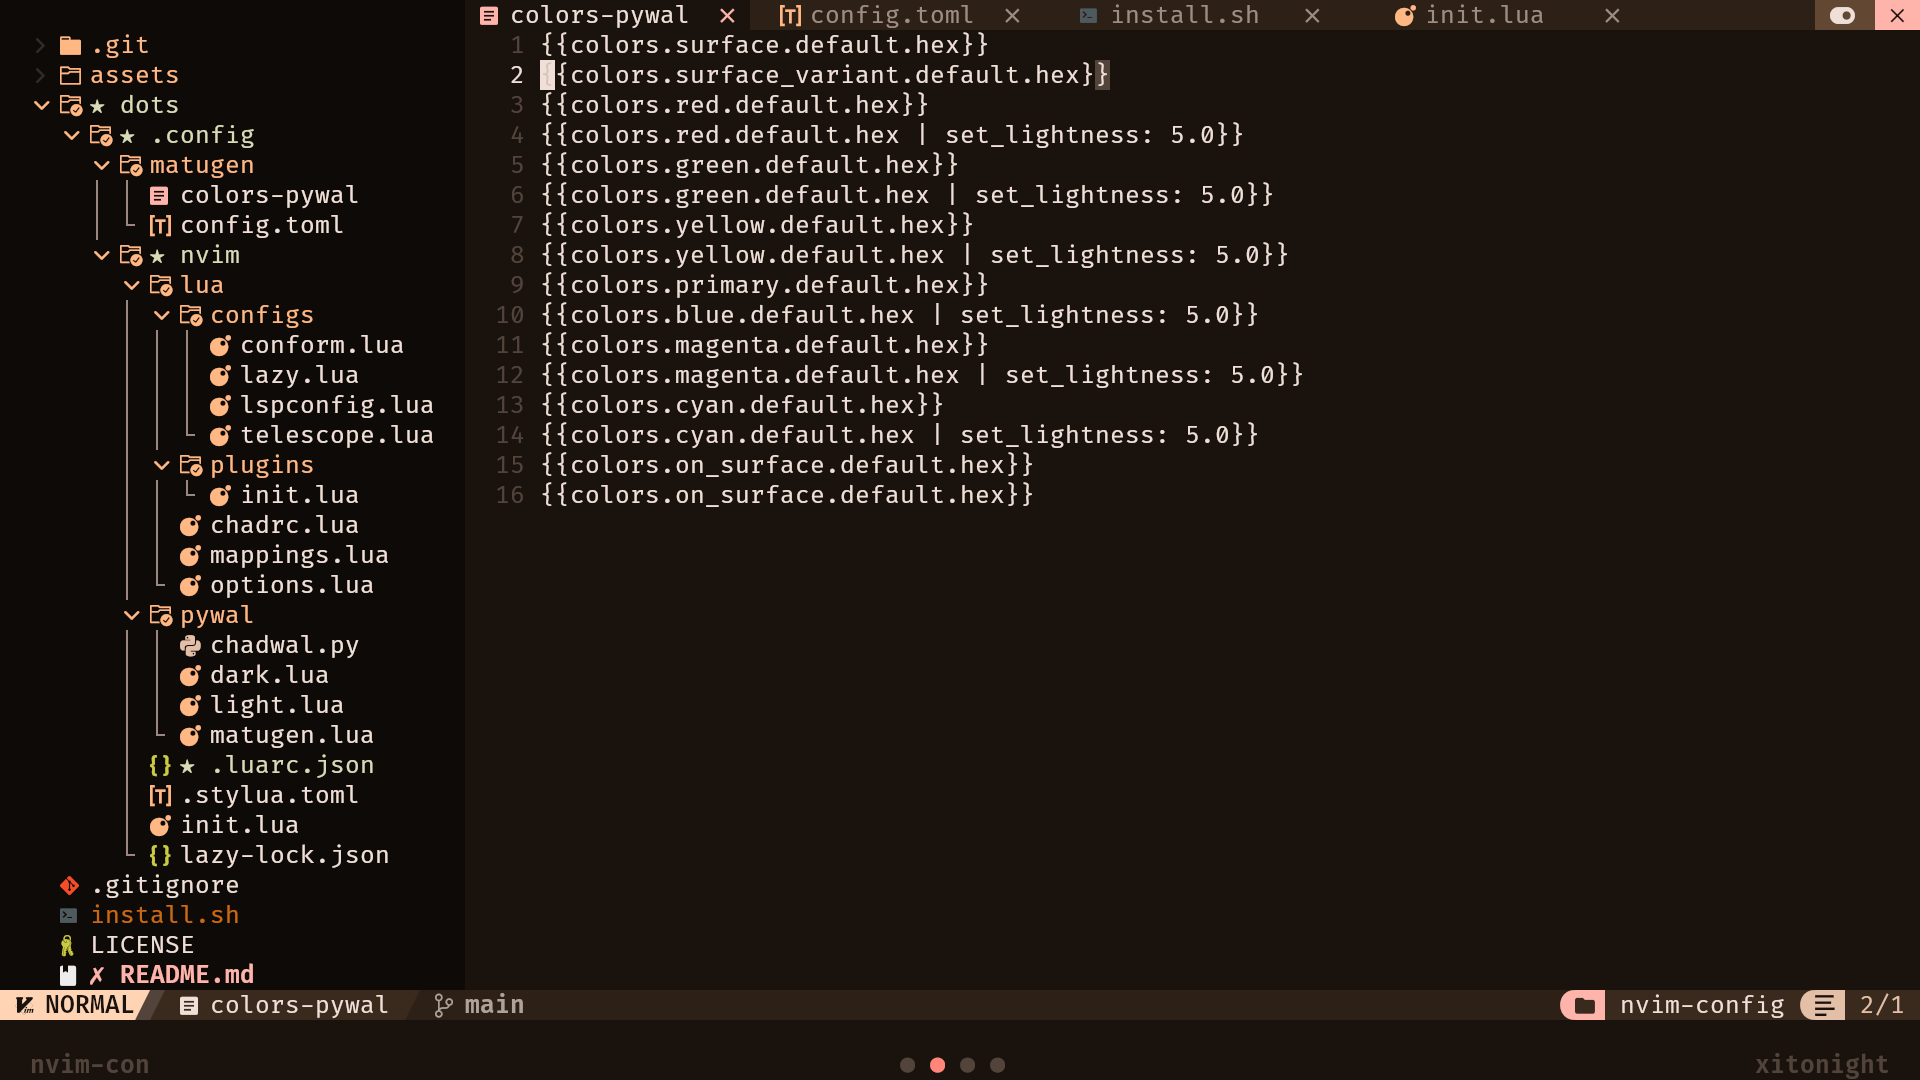 colors-pywal config.toml install.sh init.lua
.git
assets
dots
.config
matugen
colors-pywal
config.toml
nvim
lua
configs
conform.lua
lazy.lua
lspconfig.lua
telescope.lua
plugins
init.lua
chadrc.lua
mappings.lua
options.lua
pywal
chadwal.py
dark.lua
light.lua
matugen.lua
{} ★ .luarc.json
[T] .stylua.toml
init.lua
{} lazy-lock.json
.gitignore
install.sh
LICENSE
✗ README.md
1 {{colors.surface.default.hex}}
2 {{colors.surface_variant.default.hex}}
3 {{colors.red.default.hex}}
4 {{colors.red.default.hex | set_lightness: 5.0}}
5 {{colors.green.default.hex}}
6 {{colors.green.default.hex | set_lightness: 5.0}}
7 {{colors.yellow.default.hex}}
8 {{colors.yellow.default.hex | set_lightness: 5.0}}
9 {{colors.primary.default.hex}}
10 {{colors.blue.default.hex | set_lightness: 5.0}}
11 {{colors.magenta.default.hex}}
12 {{colors.magenta.default.hex | set_lightness: 5.0}}
13 {{colors.cyan.default.hex}}
14 {{colors.cyan.default.hex | set_lightness: 5.0}}
15 {{colors.on_surface.default.hex}}
16 {{colors.on_surface.default.hex}}
NORMAL colors-pywal main nvim-config 2/1
nvim-con xitonight